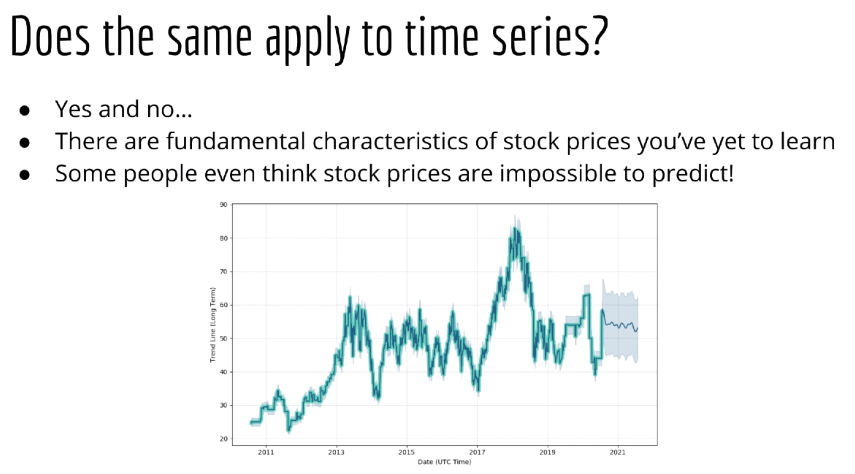 Does the same apply to time series?
● Yes and no...
● There are fundamental characteristics of stock prices you've yet to learn
● Some people even think stock prices are impossible to predict!
90
80
70
60
50
40
30
20
Trend Line (Long Term)
2011 2013 2015 2017 2019 2021
Date (UTC Time)